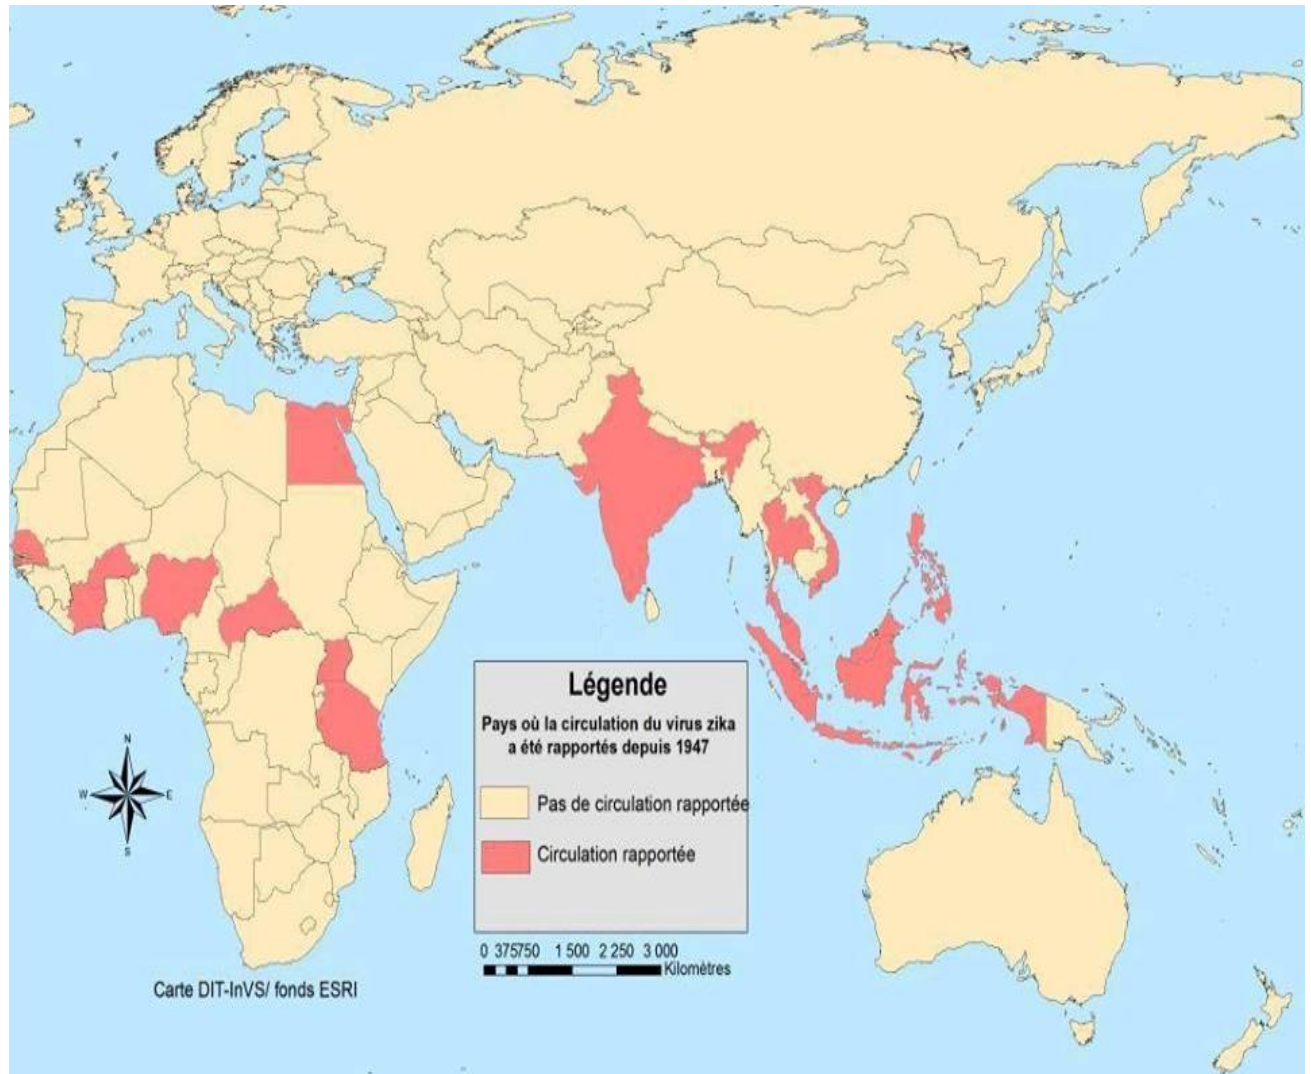 Légende
Pays où la circulation du virus zika
a été rapportés depuis 1947
N
W
E
S
Pas de circulation rapportée
Circulation rapportée
0 375750 1 500 2 250 3 000
Kilomètres
Carte DIT-InVS/ fonds ESRI